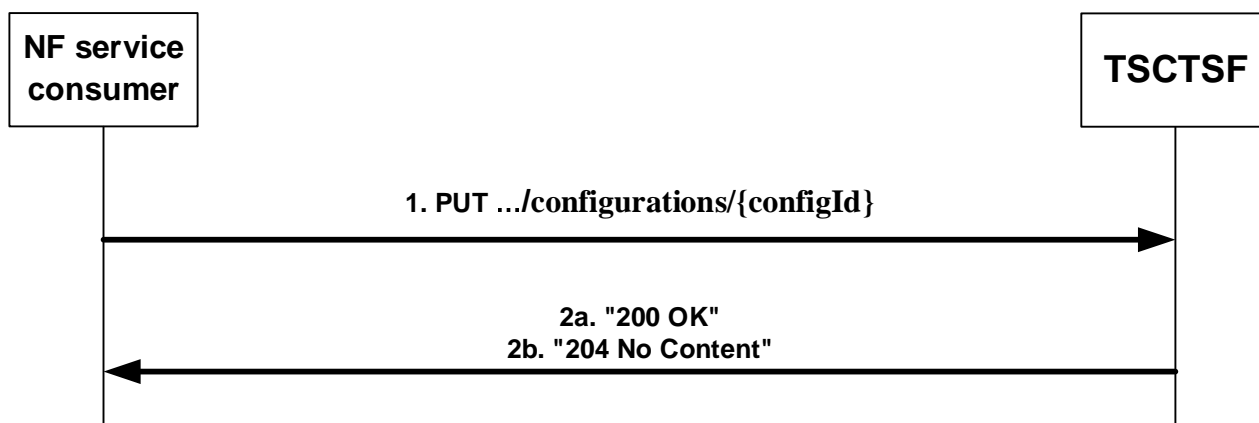 NF service
consumer
TSCTSF
1. PUT .../configurations/{configId}
2a. "200 OK"
2b. "204 No Content"